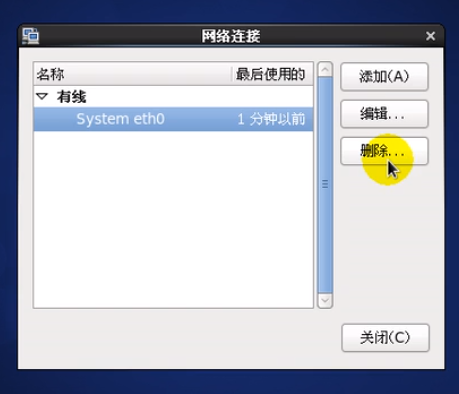 网络连接
名称 最后使用的
有线
System eth0 1 分钟以前
添加(A)
编辑...
删除...
关闭(C)